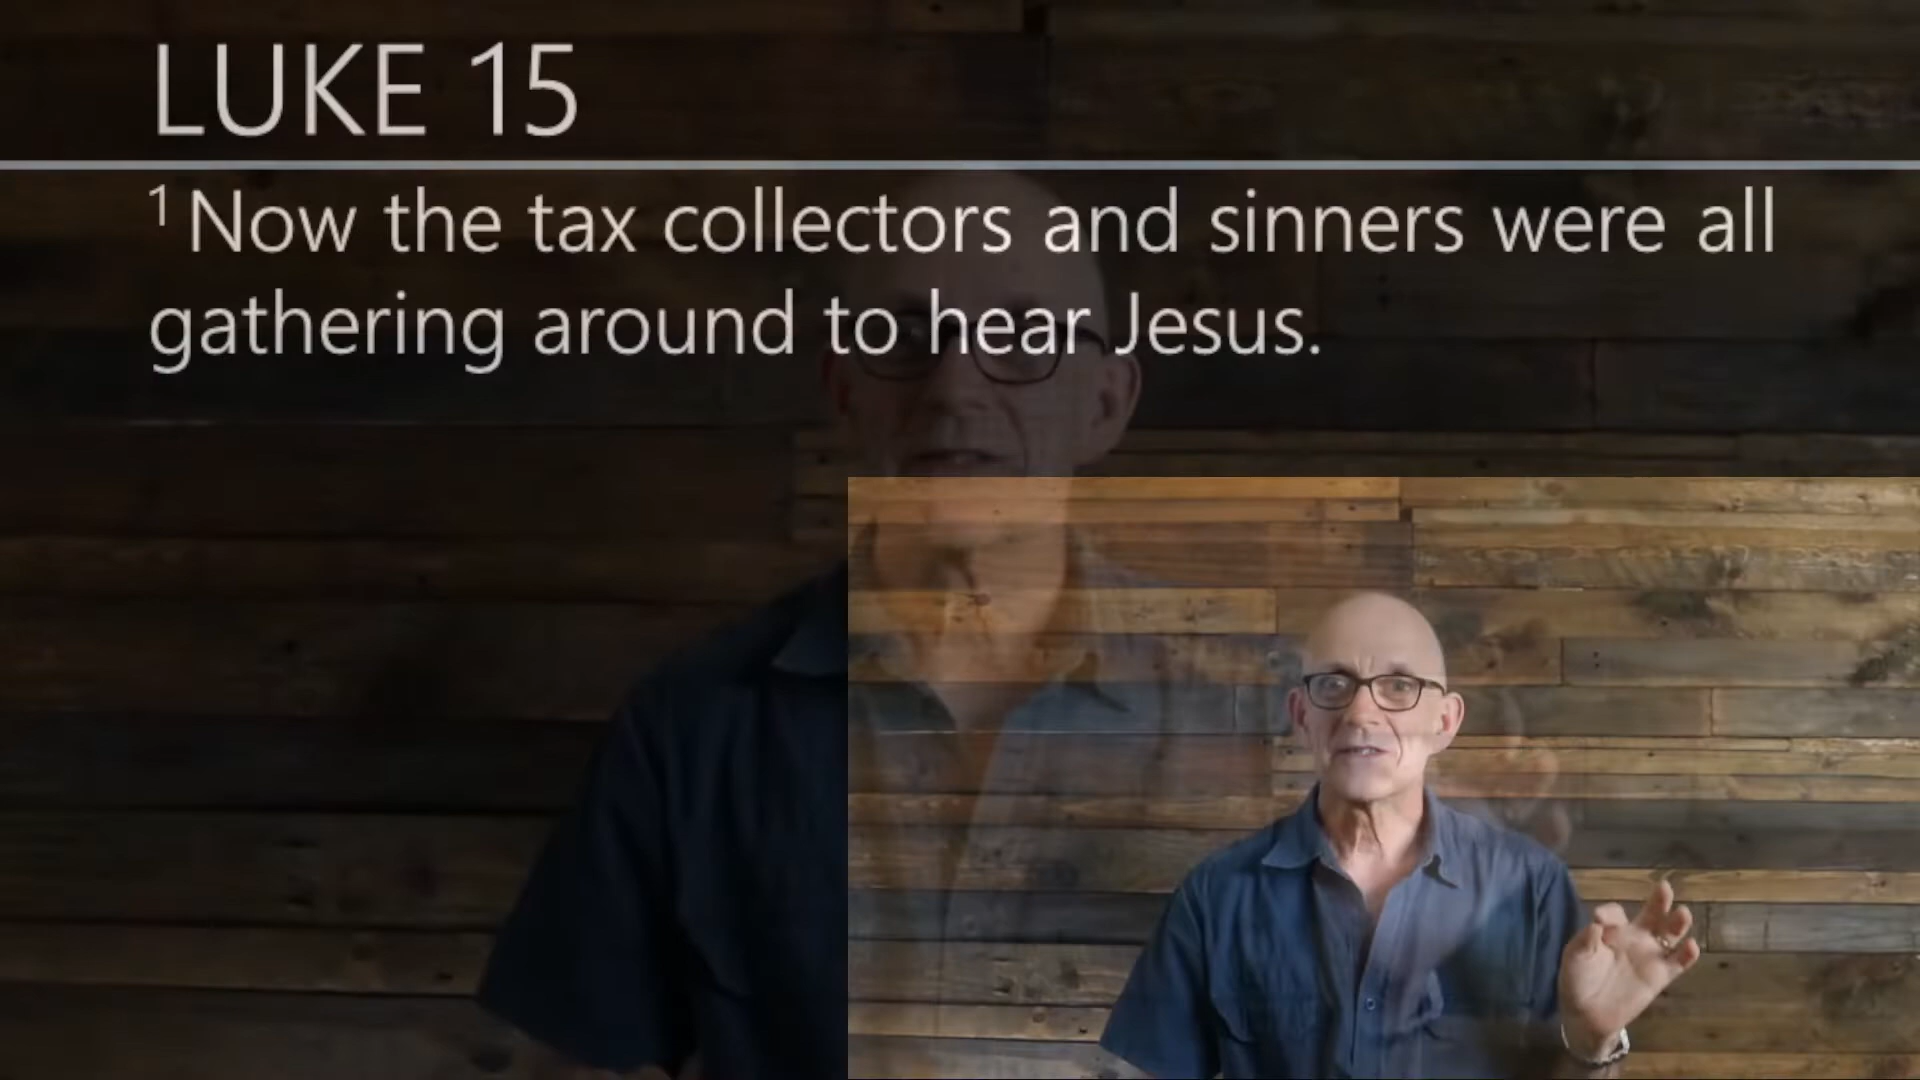 LUKE 15
1 Now the tax collectors and sinners were all
gathering around to hear Jesus.